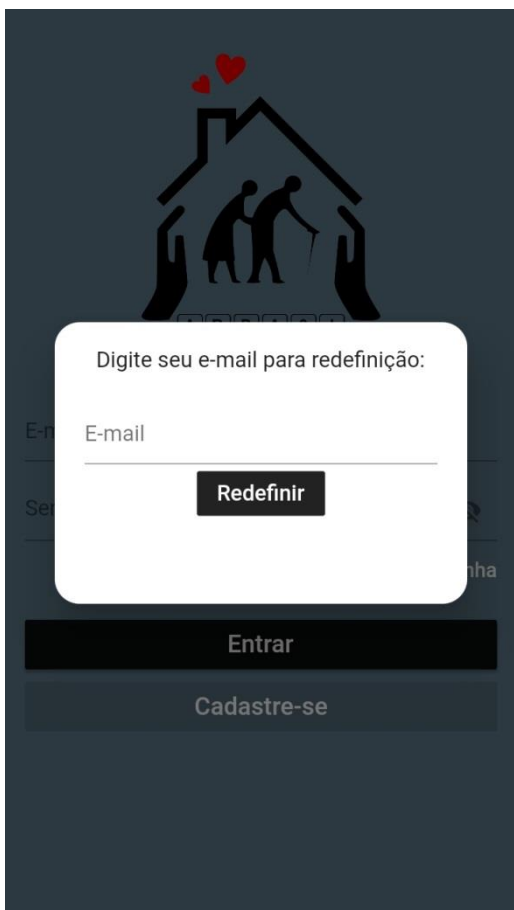 Digite seu e-mail para redefinição:
E-mail
Redefinir
Entrar
Cadastre-se